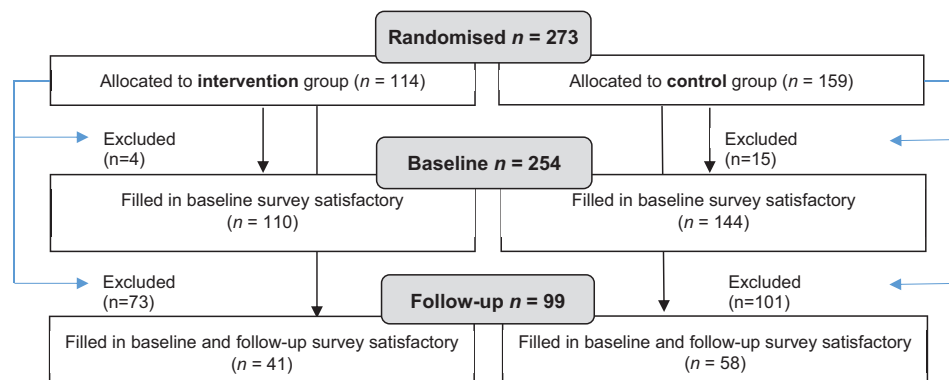 Randomised n = 273
Allocated to intervention group (n = 114)
Allocated to control group (n = 159)
Excluded
(n=4)
Excluded
(n=15)
Baseline n = 254
Filled in baseline survey satisfactory
(n = 110)
Filled in baseline survey satisfactory
(n = 144)
Excluded
(n=73)
Excluded
(n=101)
Follow-up n = 99
Filled in baseline and follow-up survey satisfactory
(n = 41)
Filled in baseline and follow-up survey satisfactory
(n = 58)